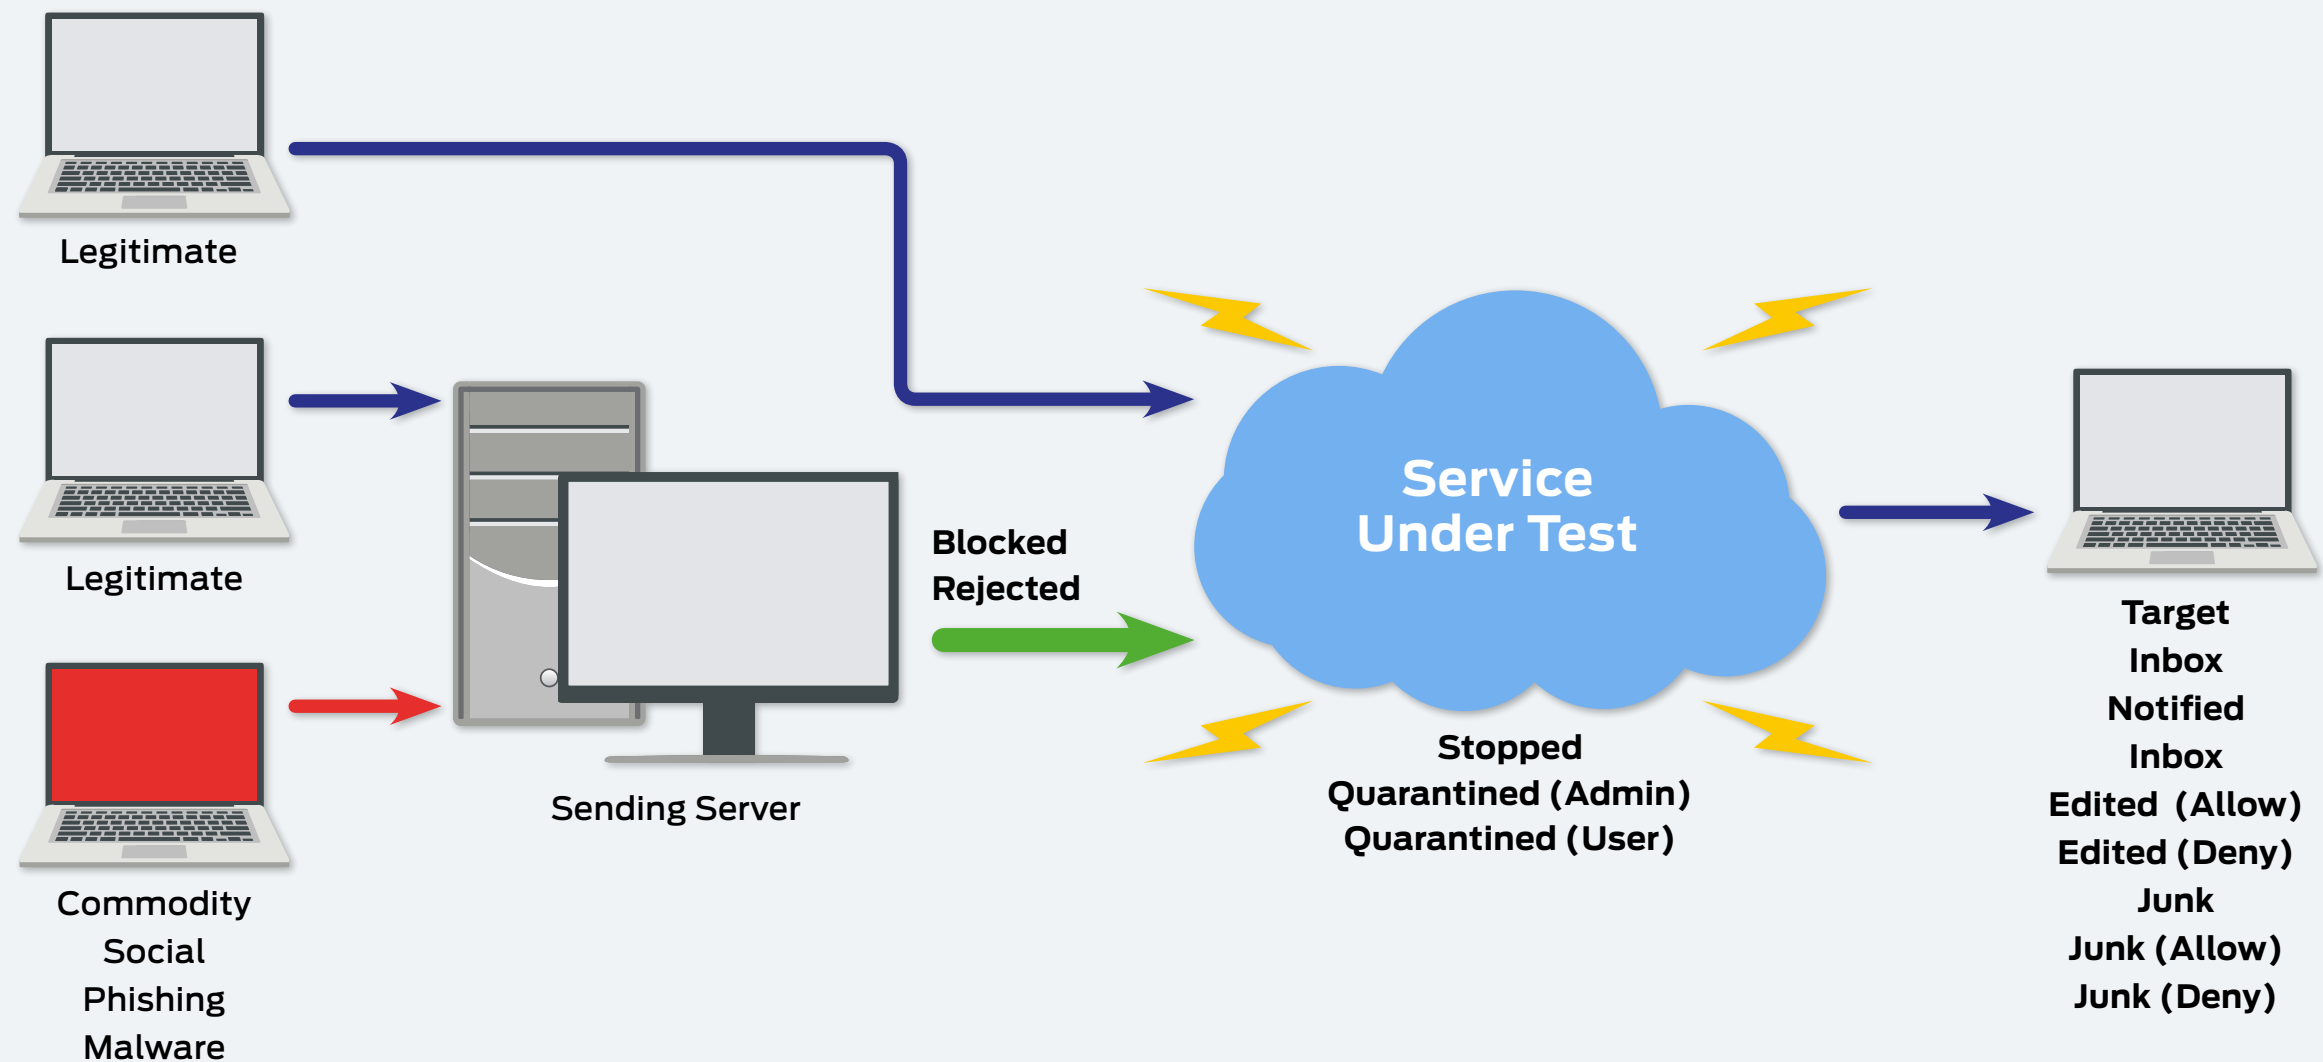 Legitimate
Legitimate
Commodity
Social
Phishing
Malware
Sending Server
Blocked
Rejected
Service
Under Test
Stopped
Quarantined (Admin)
Quarantined (User)
Target
Inbox
Notified
Inbox
Edited (Allow)
Edited (Deny)
Junk
Junk (Allow)
Junk (Deny)